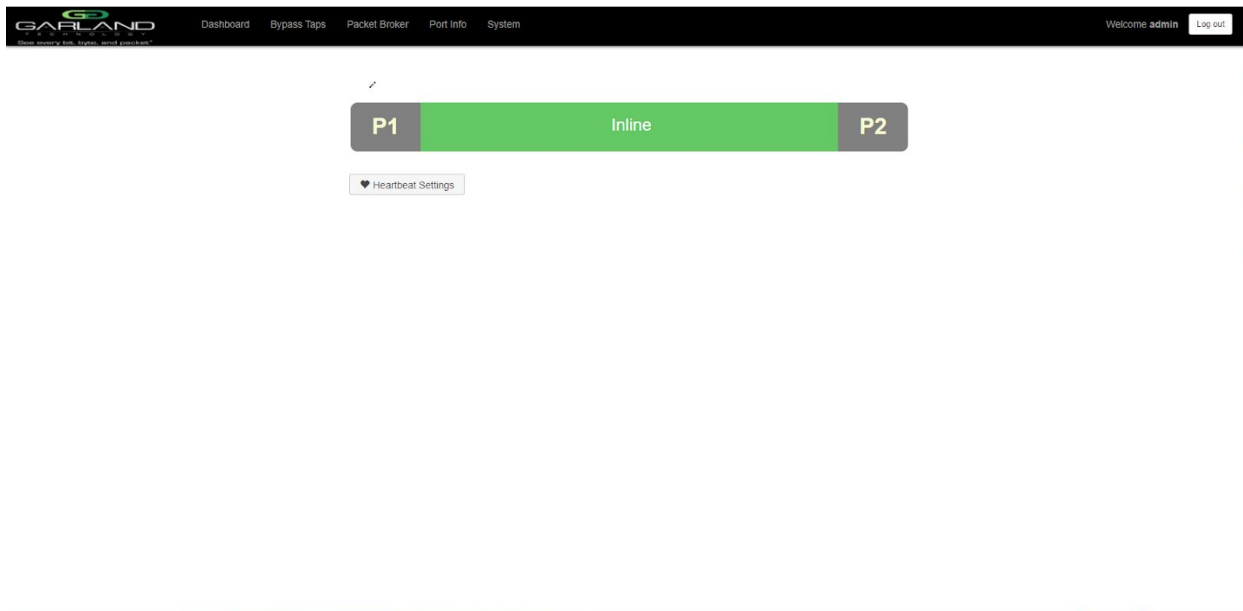 GARLAND
TECHNOLOGY
See every bit, byte, and packet®
Dashboard Bypass Taps Packet Broker Port Info System
Welcome admin Log out
P1 Inline P2
Heartbeat Settings